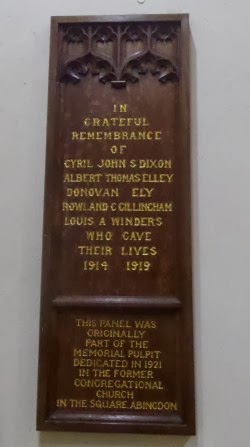 IN
GRATEFUL
REMEMBRANCE
OF
CYRIL JOHN S DIXON
ALBERT THOMAS ELLEY
DONOVAN ELY
ROWLAND C GILLINGHAM
LOUIS A WINDERS
WHO GAVE
THEIR LIVES
1914 1919
THIS PANEL WAS
ORIGINALLY
PART OF THE
MEMORIAL PULPIT
DEDICATED IN 1921
IN THE FORMER
CONGREGATIONAL
CHURCH
IN THE SQUARE ABINGDON